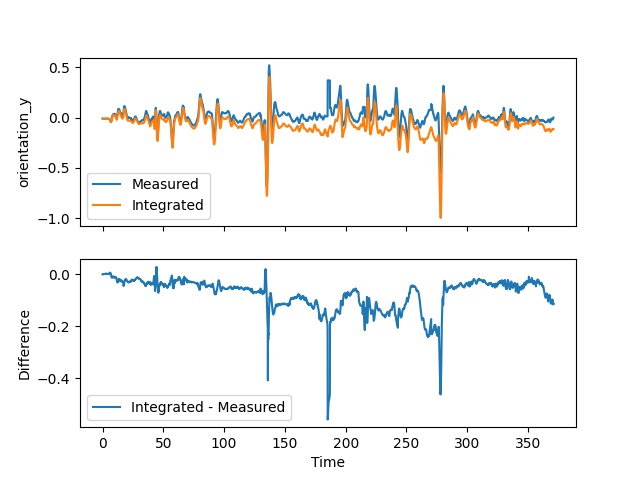 0.5
0.0
−0.5
−1.0
orientation_y
Measured
Integrated
0.0
−0.2
−0.4
Difference
Integrated - Measured
0 50 100 150 200 250 300 350
Time